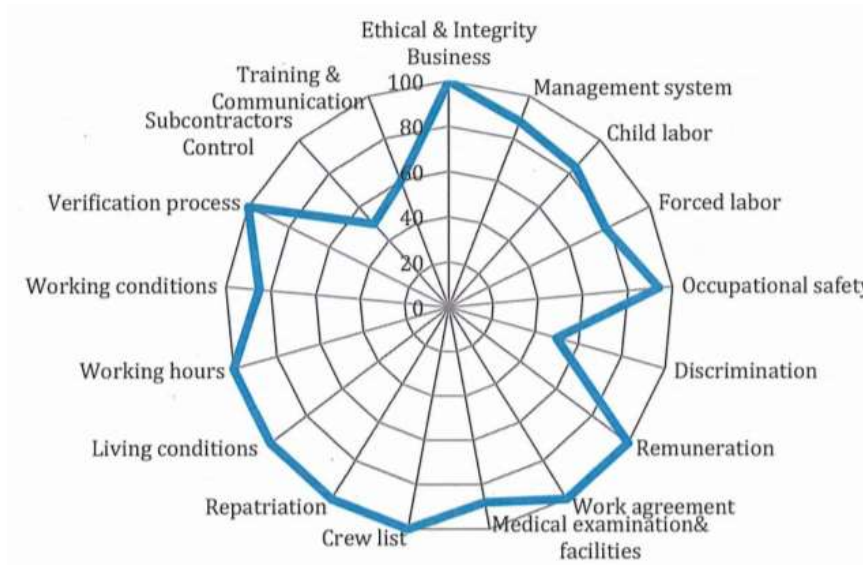 Ethical & Integrity
Business
Training &
Communication
Subcontractors
Control
Verification process
Working conditions
Working hours
Living conditions
Repatriation
Crew list
Medical examination&
facilities
Work agreement
Remuneration
Discrimination
Occupational safety
Forced labor
Child labor
Management system
100
80
60
40
20
0